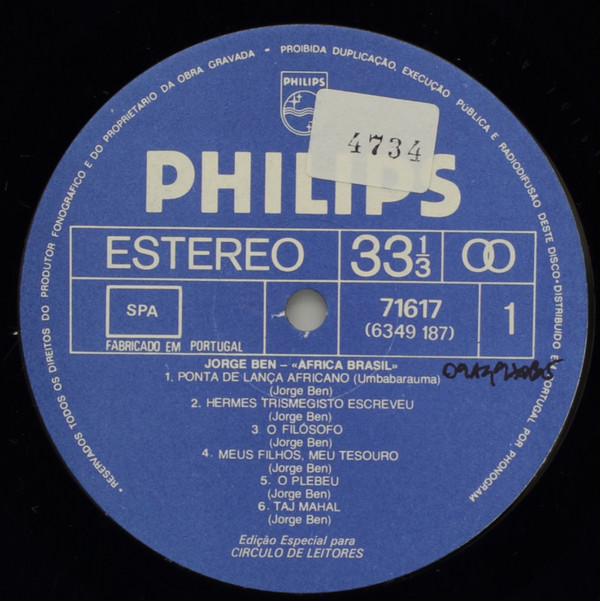 • RESERVADOS TODOS OS DIREITOS DO PRODUTOR FONOGRÁFICO E DO PROPRIETÁRIO DA OBRA GRAVADA - PROIBIDA DUPLICAÇÃO, EXECUÇÃO PÚBLICA E RADIODIFUSÃO DESTE DISCO • DISTRIBUIDO E PORTUGAL POR PHONOGRAM
PHILIPS
4734
PHILIPS
ESTEREO 33 1/3
SPA 71617 1
(6349 187)
FABRICADO EM PORTUGAL
JORGE BEN – «ÁFRICA BRASIL»
1. PONTA DE LANÇA AFRICANO (Umbabarauma)
(Jorge Ben)
2. HERMES TRISMEGISTO ESCREVEU
(Jorge Ben)
3. O FILÓSOFO
(Jorge Ben)
4. MEUS FILHOS, MEU TESOURO
(Jorge Ben)
5. O PLEBEU
(Jorge Ben)
6. TAJ MAHAL
(Jorge Ben)
Edição Especial para
CIRCULO DE LEITORES